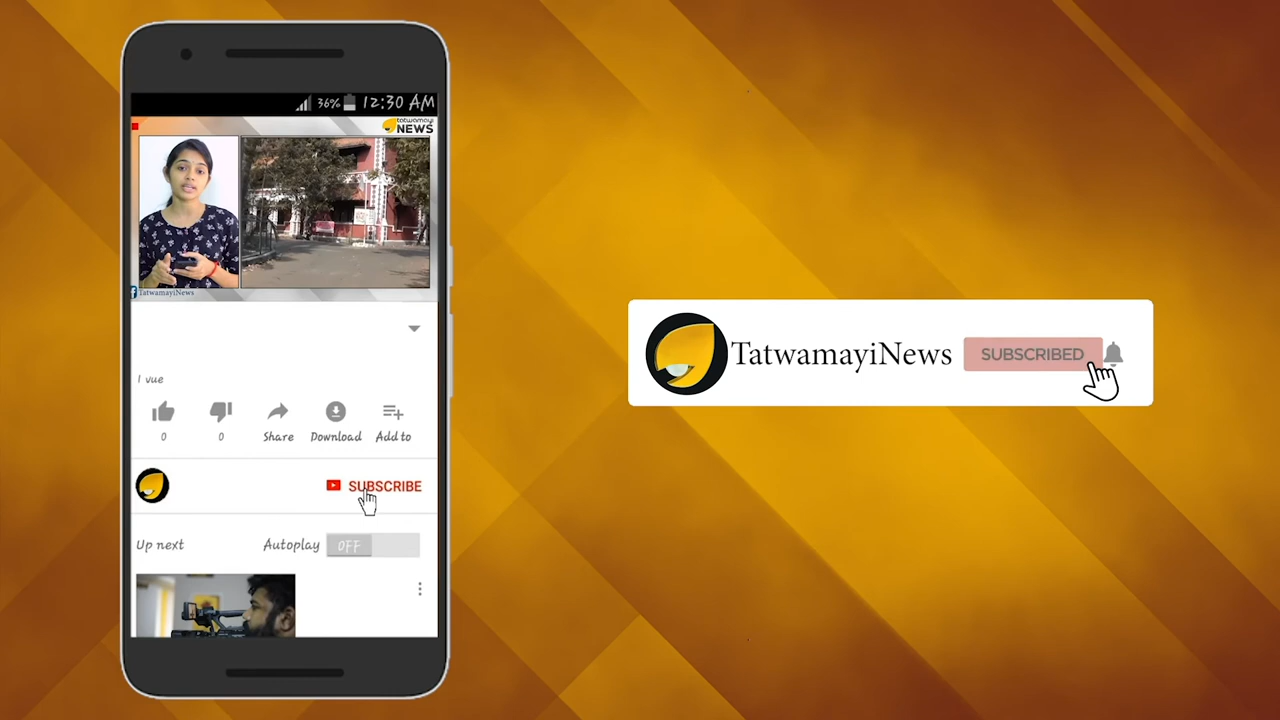 36% 12:30 AM
tatwamayi
NEWS
TatwamayiNews
1 vue
0 0 Share Download Add to
SUBSCRIBE
Up next Autoplay OFF
TatwamayiNews SUBSCRIBED